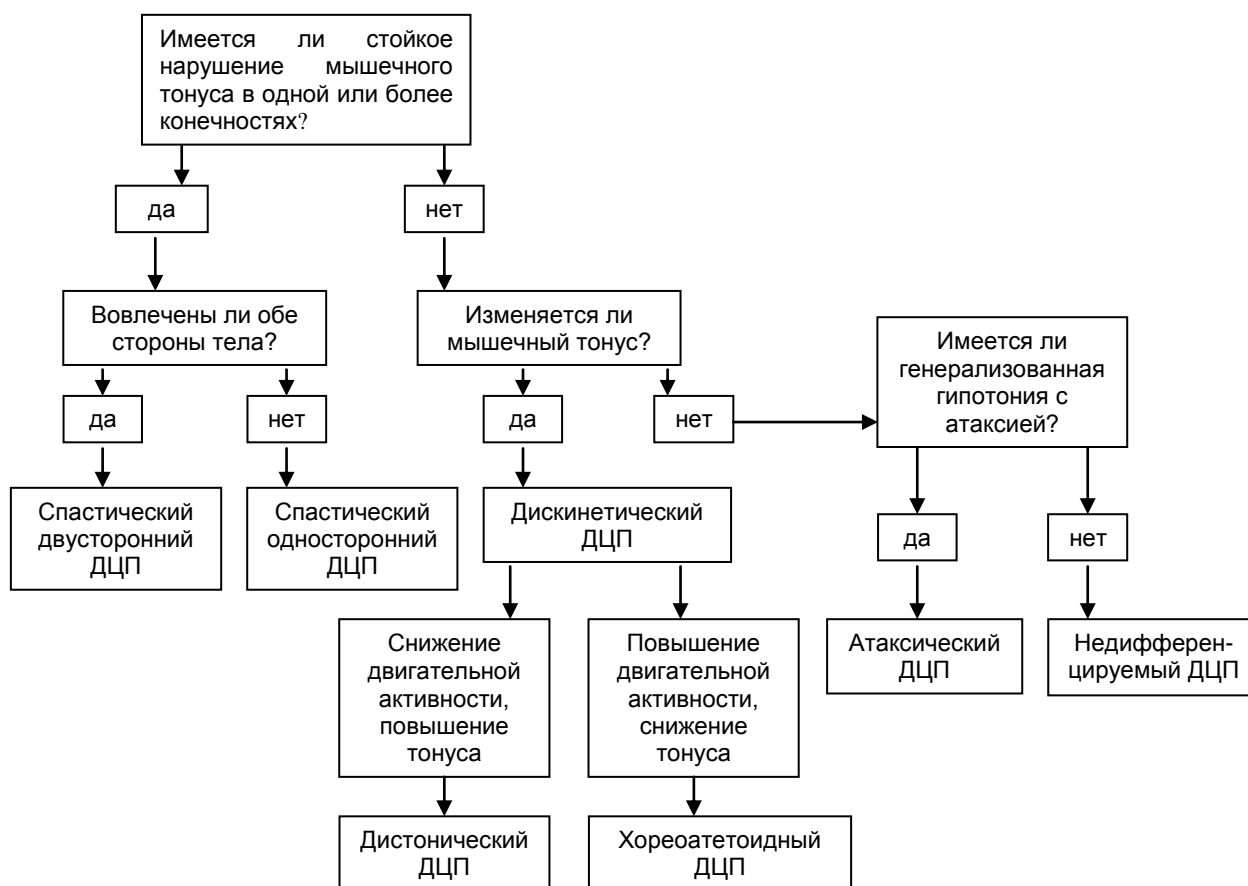 Имеется ли стойкое
нарушение мышечного
тонуса в одной или более
конечностях?
да
нет
Вовлечены ли обе
стороны тела?
Изменяется ли
мышечный тонус?
Имеется ли
генерализованная
гипотония с
атаксией?
да
нет
да
нет
Спастический
двусторонний
ДЦП
Спастический
односторонний
ДЦП
Дискинетический
ДЦП
да
нет
Снижение
двигательной
активности,
повышение
тонуса
Повышение
двигательной
активности,
снижение
тонуса
Атаксический
ДЦП
Недифферен-
цируемый ДЦП
Дистонический
ДЦП
Хореоатетоидный
ДЦП